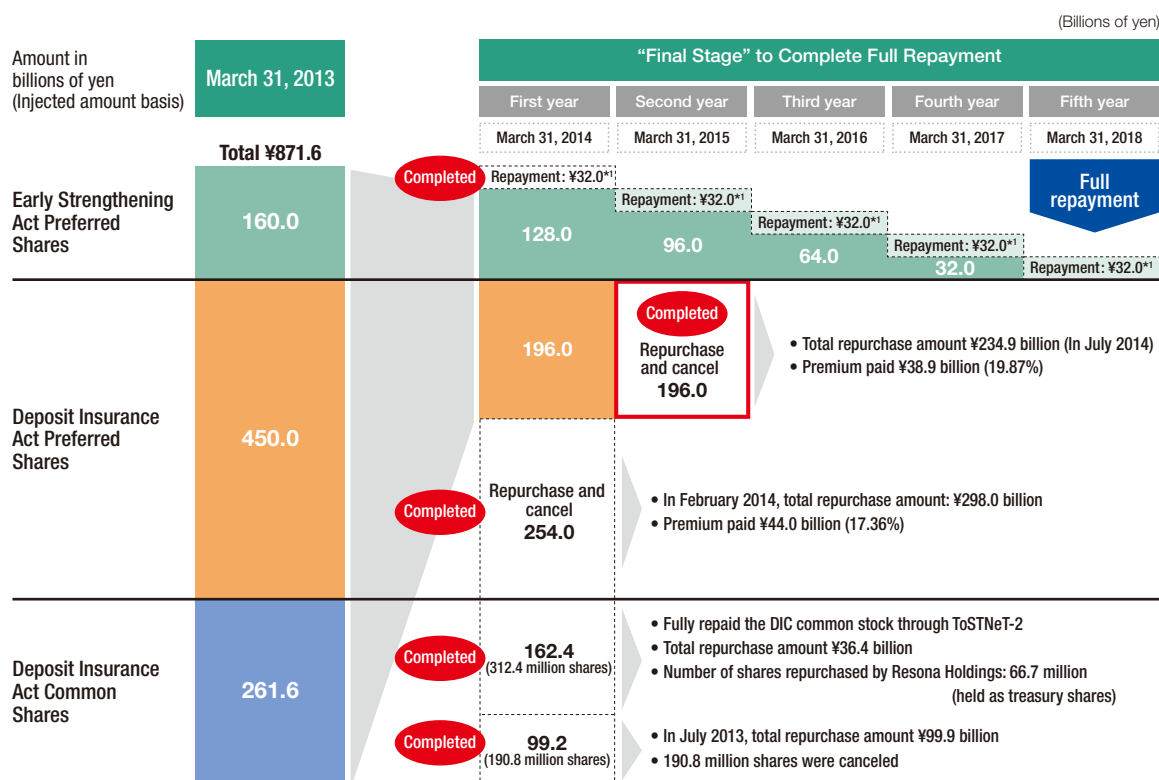 (Billions of yen)
Amount in
billions of yen
(Injected amount basis)
March 31, 2013
“Final Stage” to Complete Full Repayment
First year
Second year
Third year
Fourth year
Fifth year
March 31, 2014
March 31, 2015
March 31, 2016
March 31, 2017
March 31, 2018
Total ¥871.6
Early Strengthening
Act Preferred
Shares
160.0
Completed
Repayment: ¥32.0*1
128.0
Repayment: ¥32.0*1
96.0
Repayment: ¥32.0*1
64.0
Repayment: ¥32.0*1
32.0
Full
repayment
Repayment: ¥32.0*1
Deposit Insurance
Act Preferred
Shares
450.0
196.0
Completed
Repurchase
and cancel
196.0
• Total repurchase amount ¥234.9 billion (In July 2014)
• Premium paid ¥38.9 billion (19.87%)
Completed
Repurchase and
cancel
254.0
• In February 2014, total repurchase amount: ¥298.0 billion
• Premium paid ¥44.0 billion (17.36%)
Deposit Insurance
Act Common
Shares
261.6
Completed
162.4
(312.4 million shares)
• Fully repaid the DIC common stock through ToSTNeT-2
• Total repurchase amount ¥36.4 billion
• Number of shares repurchased by Resona Holdings: 66.7 million
(held as treasury shares)
Completed
99.2
(190.8 million shares)
• In July 2013, total repurchase amount ¥99.9 billion
• 190.8 million shares were canceled